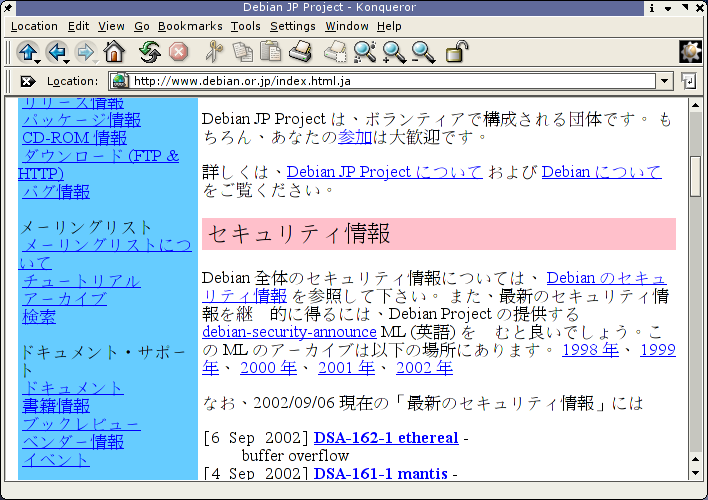 Debian JP Project - Konqueror
Location Edit View Go Bookmarks Tools Settings Window Help
Location: http://www.debian.or.jp/index.html.ja
リリース情報
パッケージ情報
CD-ROM 情報
ダウンロード (FTP &
HTTP)
バグ情報
メーリングリスト
メーリングリストにつ
いて
チュートリアル
アーカイブ
検索
ドキュメント・サポー
ト
ドキュメント
書籍情報
ブックレビュー
ベンダー情報
イベント
Debian JP Project は、ボランティアで構成される団体です。 も
ちろん、あなたの参加は大歓迎です。
詳しくは、Debian JP Project について および Debian について
をご覧ください。
セキュリティ情報
Debian 全体のセキュリティ情報については、 Debian のセキュ
リティ情報 を参照して下さい。 また、最新のセキュリティ情
報を継 的に得るには、Debian Project の提供する
debian-security-announce ML (英語) を むと良いでしょう。この
ML のアーカイブは以下の場所にあります。 1998 年、 1999
年、 2000 年、 2001 年、 2002 年
なお、2002/09/06 現在の「最新のセキュリティ情報」には
[6 Sep 2002] DSA-162-1 ethereal -
buffer overflow
[4 Sep 2002] DSA-161-1 mantis -